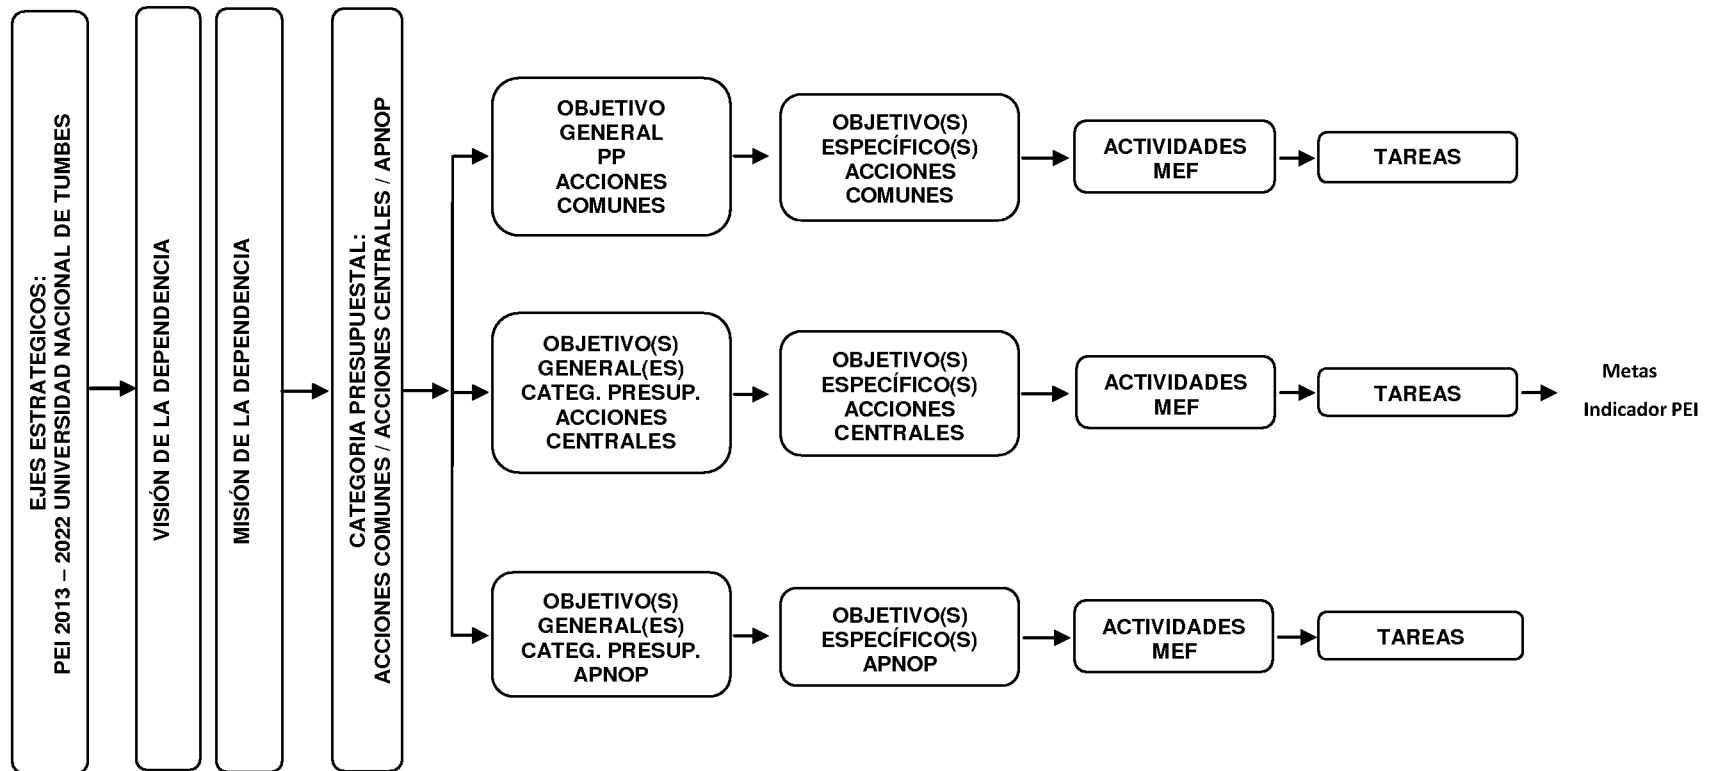 EJES ESTRATEGICOS:
PEI 2013 – 2022 UNIVERSIDAD NACIONAL DE TUMBES
VISIÓN DE LA DEPENDENCIA
MISIÓN DE LA DEPENDENCIA
CATEGORIA PRESUPUESTAL:
ACCIONES COMUNES / ACCIONES CENTRALES / APNOP
OBJETIVO
GENERAL
PP
ACCIONES
COMUNES
OBJETIVO(S)
ESPECÍFICO(S)
ACCIONES
COMUNES
ACTIVIDADES
MEF
TAREAS
OBJETIVO(S)
GENERAL(ES)
CATEG. PRESUP.
ACCIONES
CENTRALES
OBJETIVO(S)
ESPECÍFICO(S)
ACCIONES
CENTRALES
ACTIVIDADES
MEF
TAREAS
Metas
Indicador PEI
OBJETIVO(S)
GENERAL(ES)
CATEG. PRESUP.
APNOP
OBJETIVO(S)
ESPECÍFICO(S)
APNOP
ACTIVIDADES
MEF
TAREAS